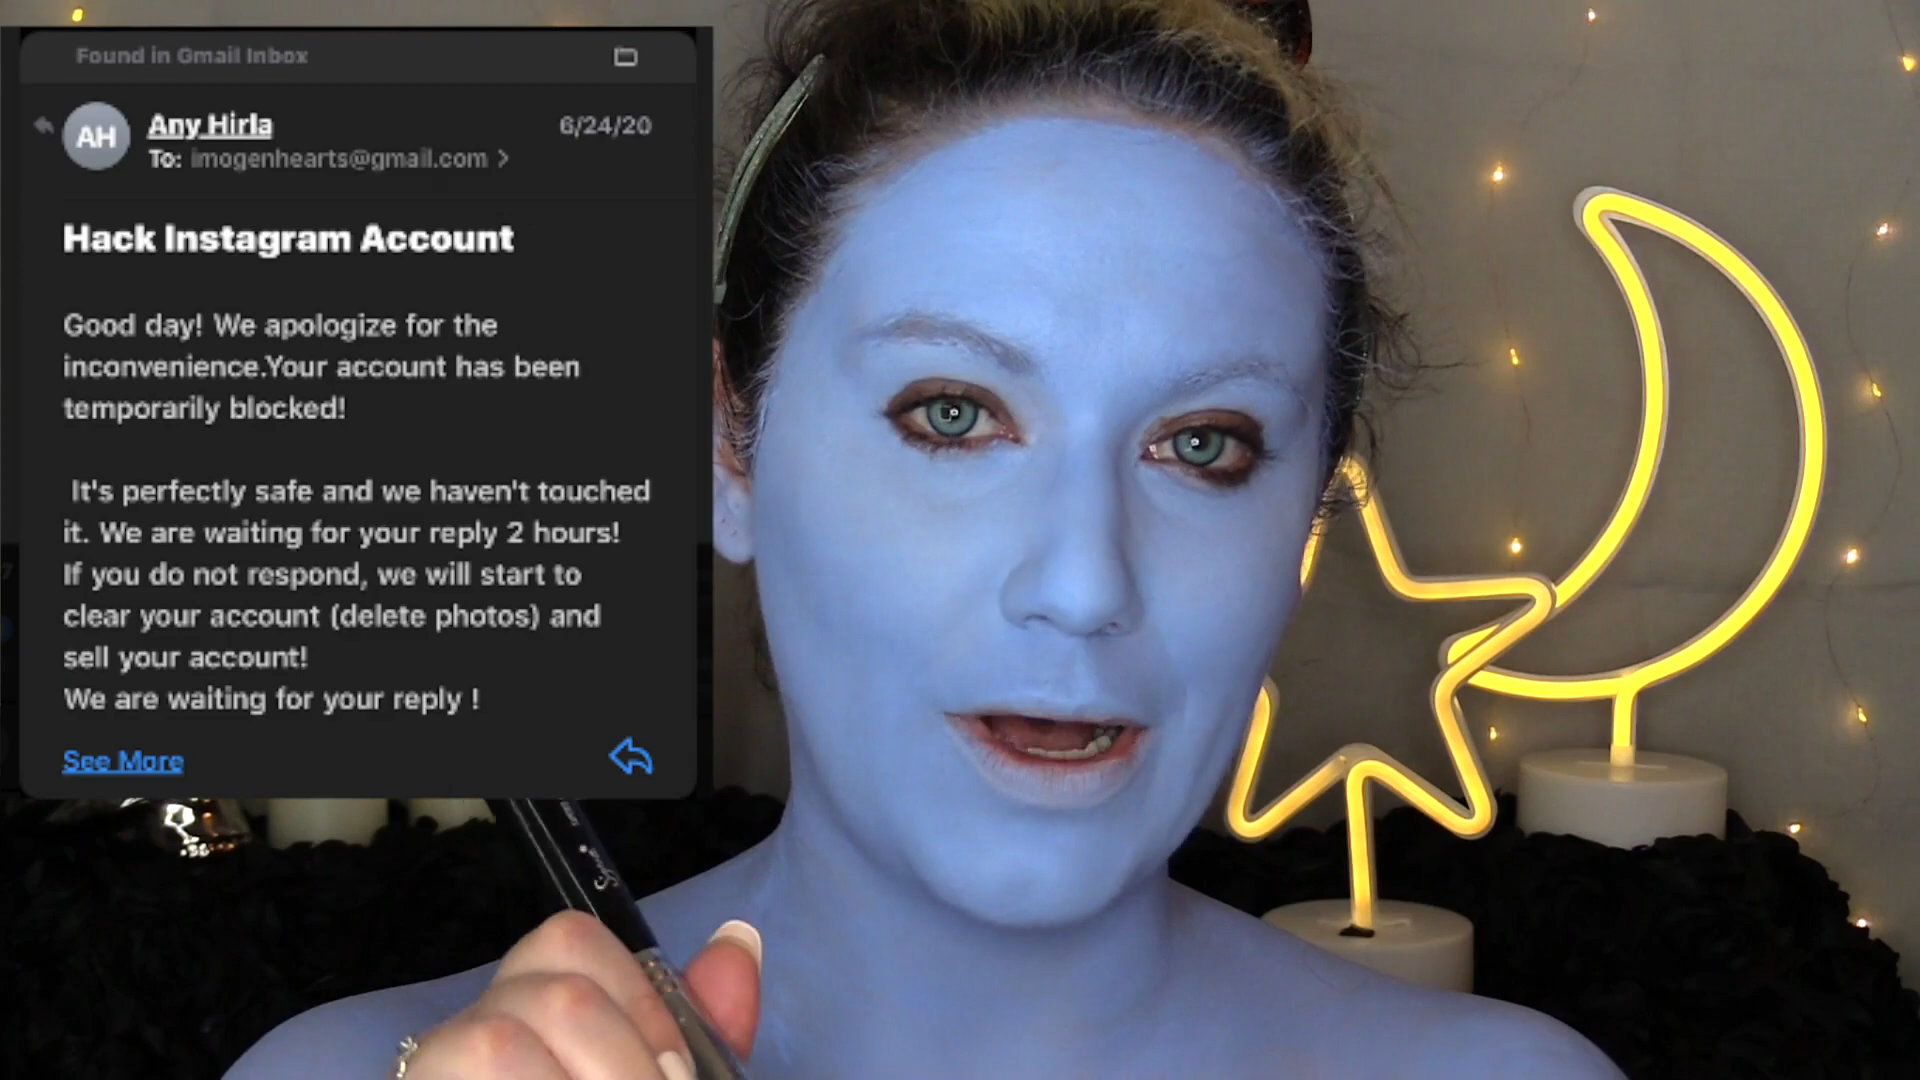 Found in Gmail Inbox
AH
Any Hirla
6/24/20
To: imogenhearts@gmail.com >
Hack Instagram Account
Good day! We apologize for the
inconvenience.Your account has been
temporarily blocked!
It's perfectly safe and we haven't touched
it. We are waiting for your reply 2 hours!
If you do not respond, we will start to
clear your account (delete photos) and
sell your account!
We are waiting for your reply !
See More
Sigma